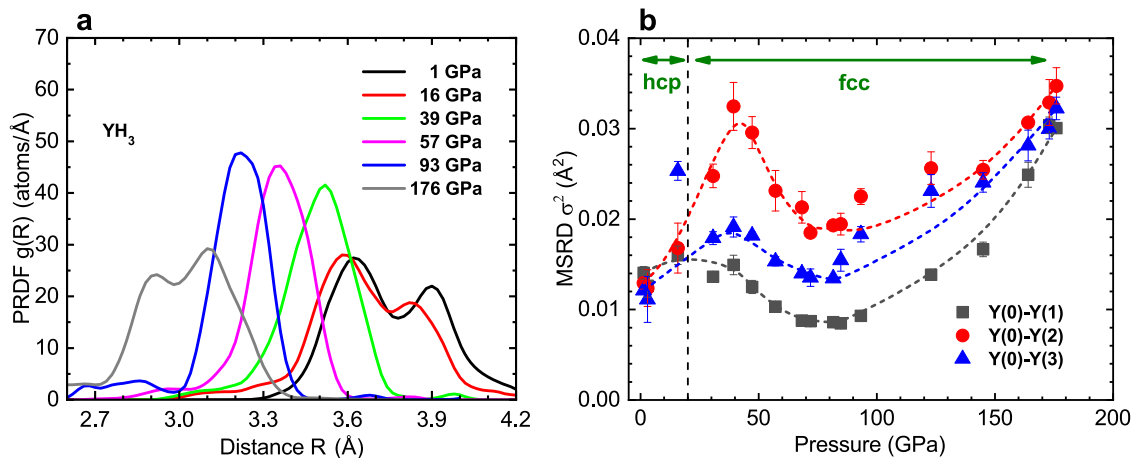 a
70
60
50
40
30
20
10
0
PRDF g(R) (atoms/Å)
YH3
1 GPa
16 GPa
39 GPa
57 GPa
93 GPa
176 GPa
2.7 3.0 3.3 3.6 3.9 4.2
Distance R (Å)
b
0.04
0.03
0.02
0.01
0.00
MSRD σ² (Å²)
hcp fcc
Y(0)-Y(1)
Y(0)-Y(2)
Y(0)-Y(3)
0 50 100 150 200
Pressure (GPa)